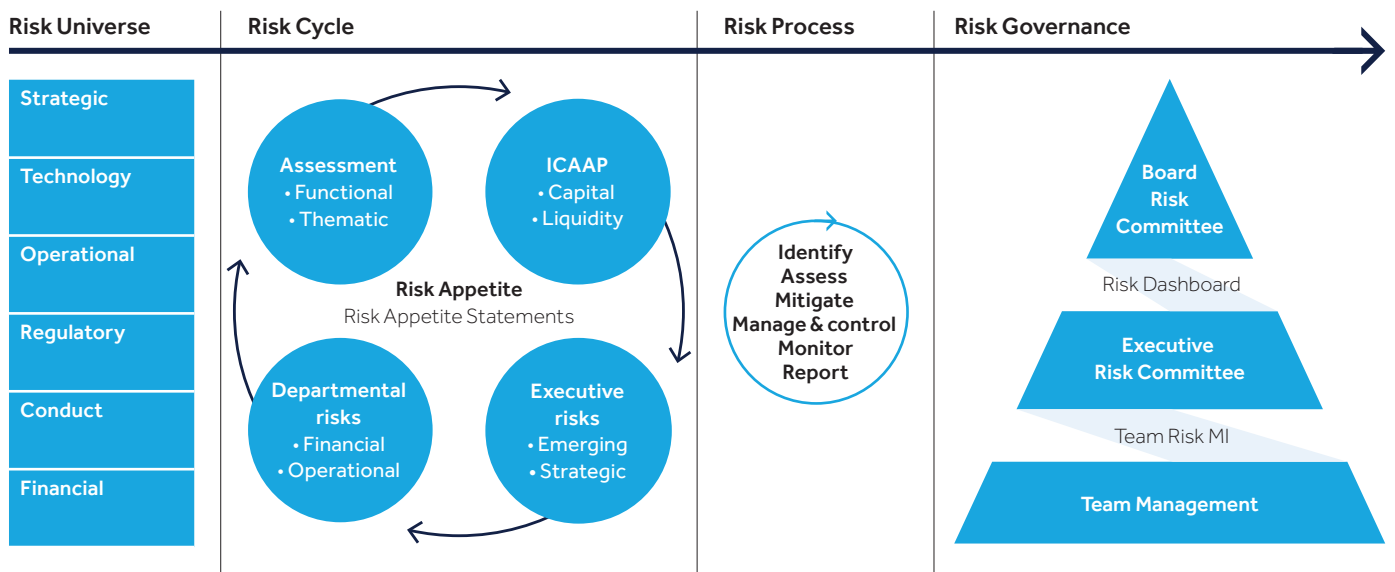 Risk Universe
Risk Cycle
Risk Process
Risk Governance
Strategic
Technology
Operational
Regulatory
Conduct
Financial
Assessment
• Functional
• Thematic
ICAAP
• Capital
• Liquidity
Risk Appetite
Risk Appetite Statements
Departmental
risks
• Financial
• Operational
Executive
risks
• Emerging
• Strategic
Identify
Assess
Mitigate
Manage & control
Monitor
Report
Board
Risk
Committee
Risk Dashboard
Executive
Risk Committee
Team Risk MI
Team Management